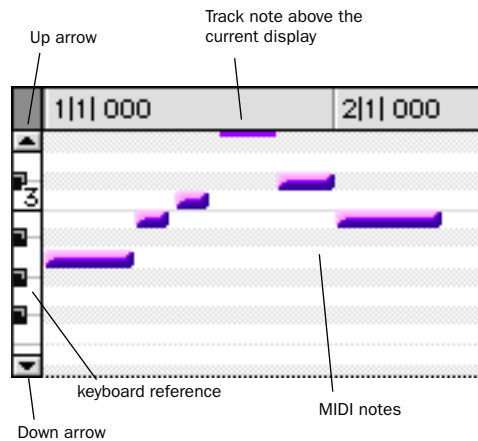 Track note above the
current display
Up arrow
1|1| 000
2|1| 000
3
keyboard reference
MIDI notes
Down arrow